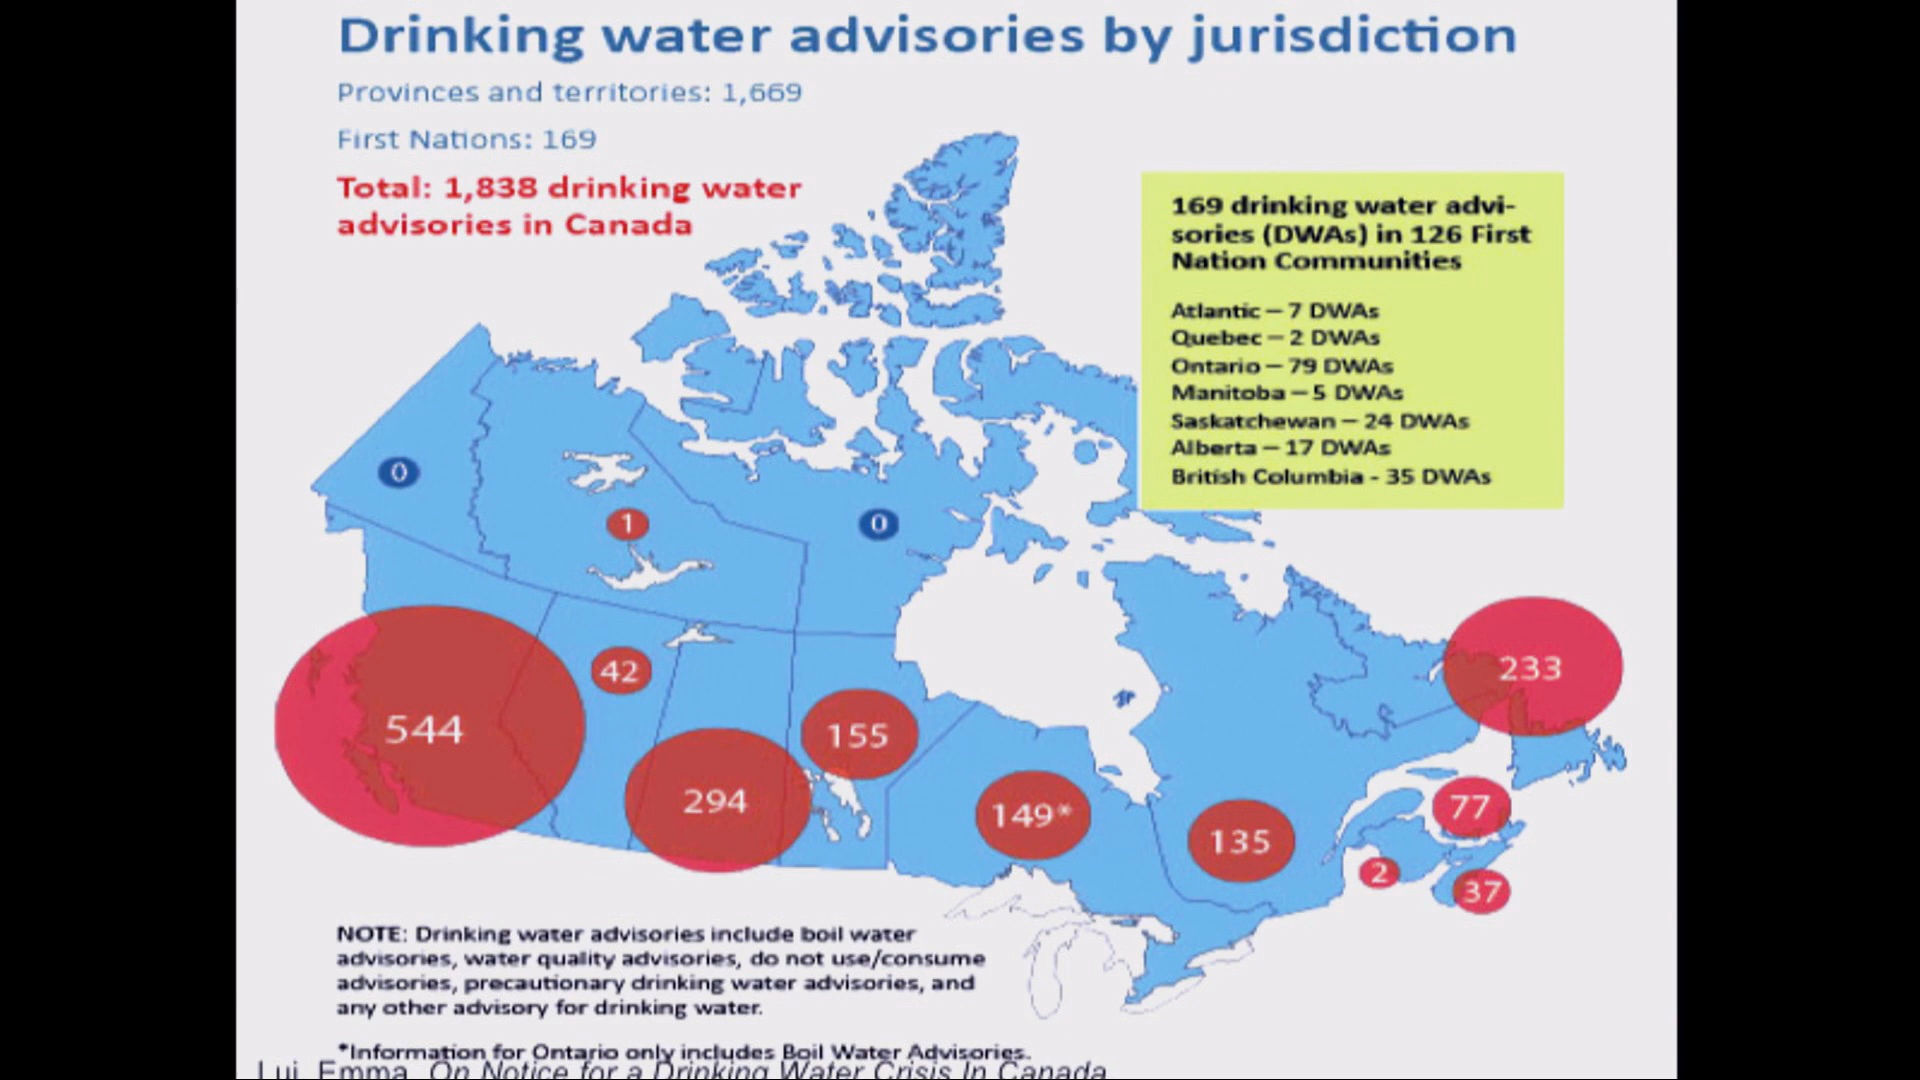 Drinking water advisories by jurisdiction
Provinces and territories: 1,669
First Nations: 169
Total: 1,838 drinking water
advisories in Canada
169 drinking water advi-
sories (DWAs) in 126 First
Nation Communities
Atlantic – 7 DWAs
Quebec – 2 DWAs
Ontario – 79 DWAs
Manitoba – 5 DWAs
Saskatchewan – 24 DWAs
Alberta – 17 DWAs
British Columbia - 35 DWAs
0
1
0
544
42
294
155
149*
135
233
77
2
37
NOTE: Drinking water advisories include boil water
advisories, water quality advisories, do not use/consume
advisories, precautionary drinking water advisories, and
any other advisory for drinking water.
*Information for Ontario only includes Boil Water Advisories.
Lui, Emma. On Notice for a Drinking Water Crisis In Canada